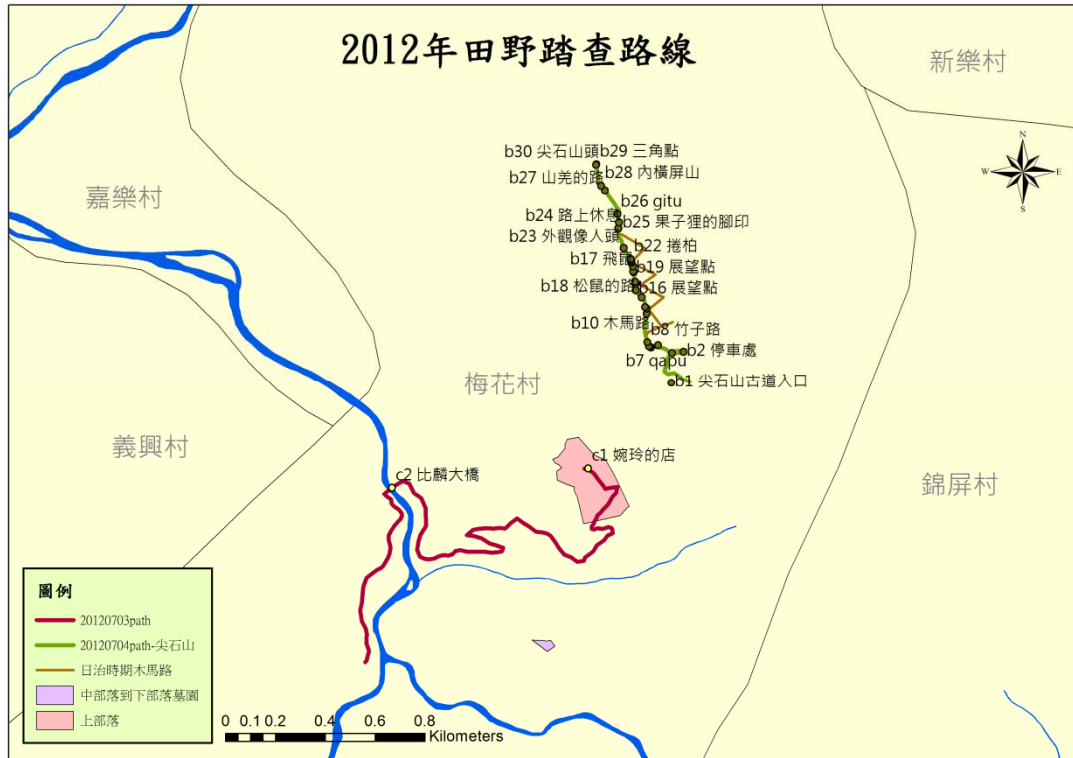 2012年田野踏查路線
新樂村
N
W E
S
嘉樂村
b30 尖石山頭 b29 三角點
b28 內橫屏山
b27 山羌的路
b26 gitu
b24 路上休息
b25 果子狸的腳印
b23 外觀像人頭
b22 捲柏
b17 飛鼠
b19 展望點
b18 松鼠的路
b16 展望點
b10 木馬路
b8 竹子路
b2 停車處
b7 qapu
b1 尖石山古道入口
梅花村
義興村
c1 婉玲的店
c2 比麟大橋
錦屏村
圖例
20120703path
20120704path-尖石山
日治時期木馬路
中部落到下部落墓園
上部落
0 0.1 0.2 0.4 0.6 0.8
Kilometers